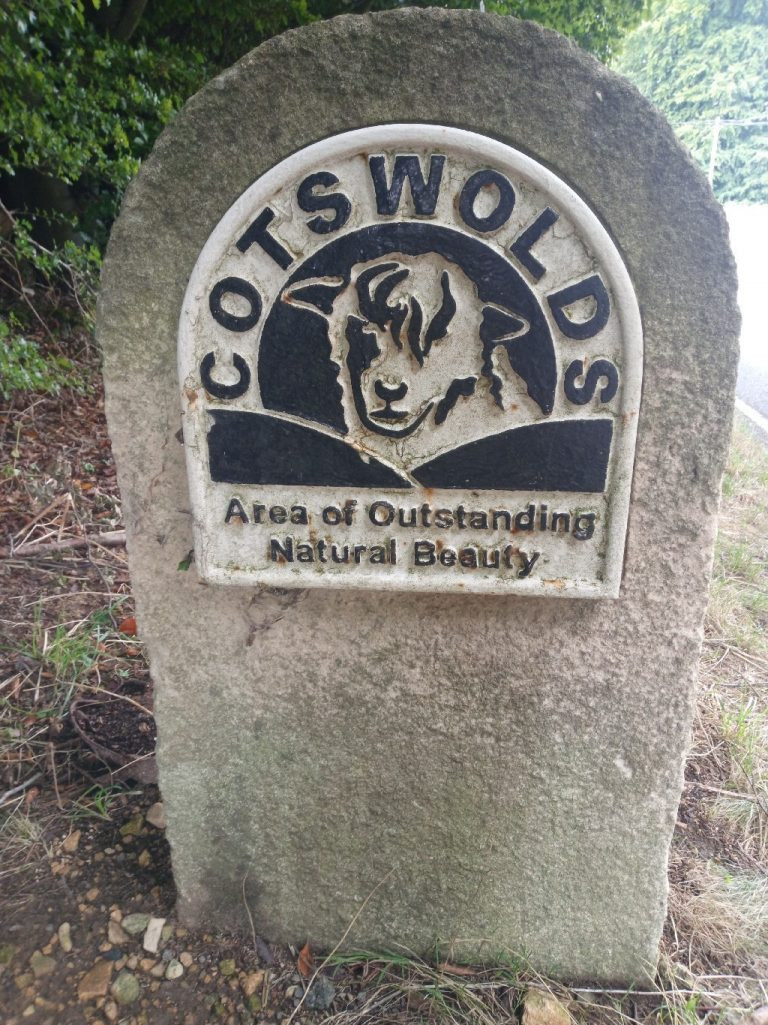 COTSWOLDS
Area of Outstanding
Natural Beauty